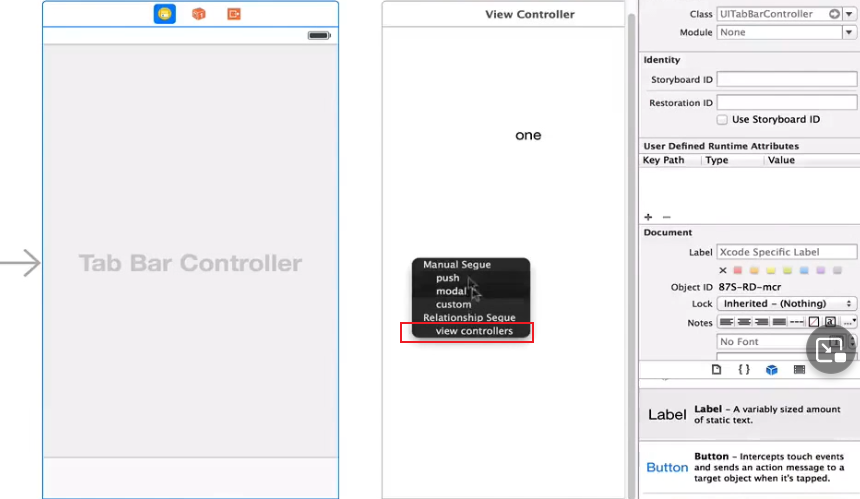 View Controller
one
Tab Bar Controller
Manual Segue
push
modal
custom
Relationship Segue
view controllers
Class UITabBarController
Module None
Identity
Storyboard ID
Restoration ID
Use Storyboard ID
User Defined Runtime Attributes
Key Path Type Value
Document
Label Xcode Specific Label
Object ID 87S-RD-mcr
Lock Inherited - (Nothing)
Notes
No Font
Label
Label - A variably sized amount
of static text.
Button
Button - Intercepts touch events
and sends an action message to a
target object when it's tapped.